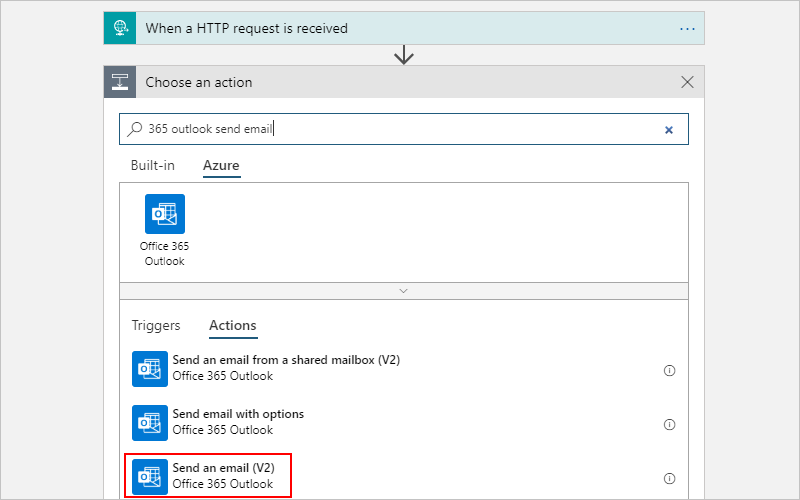 When a HTTP request is received
Choose an action
365 outlook send email
Built-in Azure
Office 365
Outlook
Triggers Actions
Send an email from a shared mailbox (V2)
Office 365 Outlook
Send email with options
Office 365 Outlook
Send an email (V2)
Office 365 Outlook